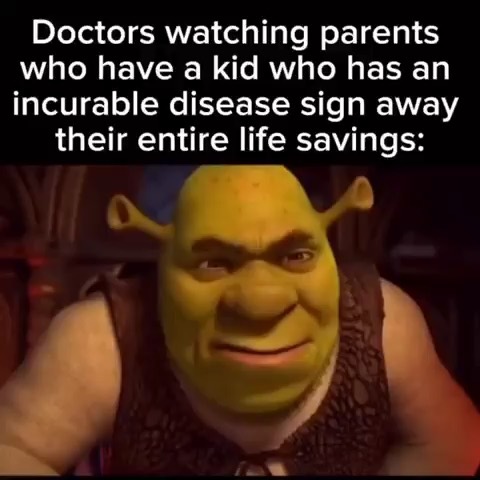 Doctors watching parents
who have a kid who has an
incurable disease sign away
their entire life savings: